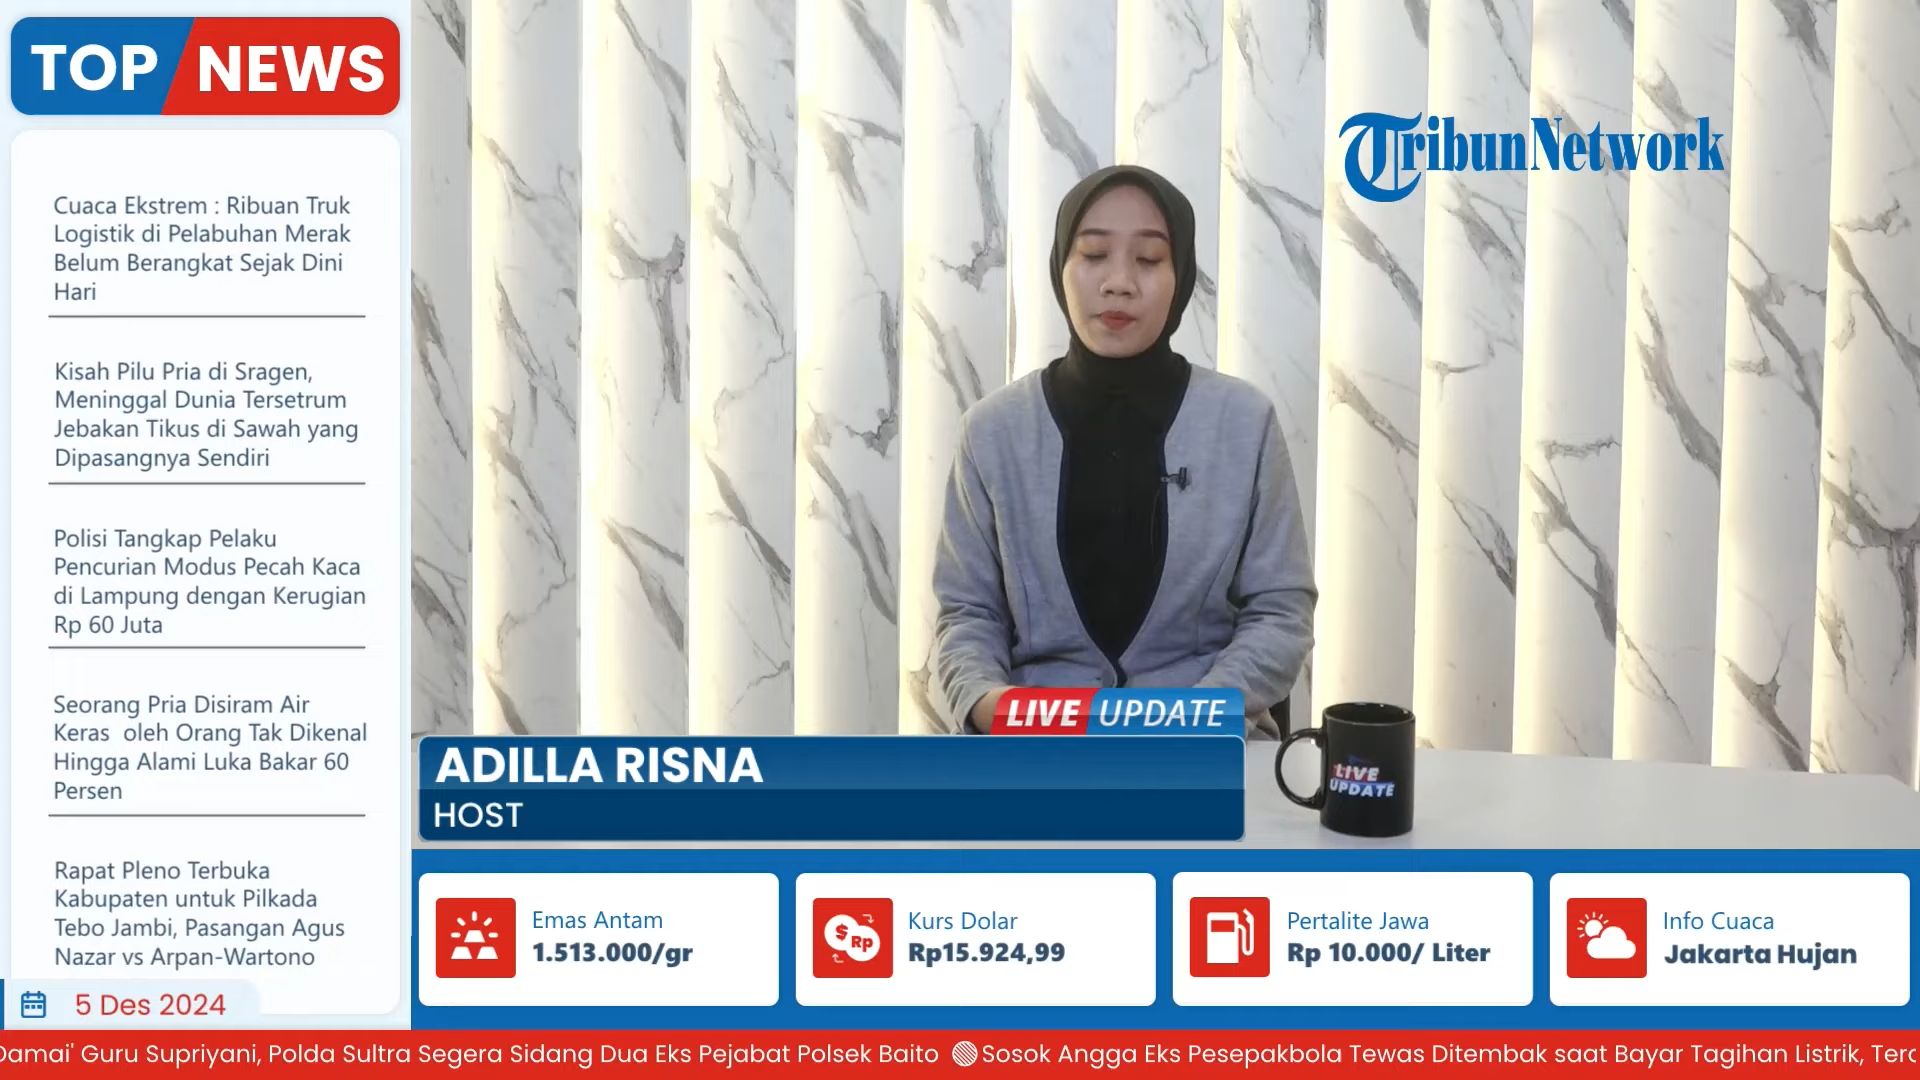 TOP NEWS
Cuaca Ekstrem : Ribuan Truk
Logistik di Pelabuhan Merak
Belum Berangkat Sejak Dini
Hari
Kisah Pilu Pria di Sragen,
Meninggal Dunia Tersetrum
Jebakan Tikus di Sawah yang
Dipasangnya Sendiri
Polisi Tangkap Pelaku
Pencurian Modus Pecah Kaca
di Lampung dengan Kerugian
Rp 60 Juta
Seorang Pria Disiram Air
Keras oleh Orang Tak Dikenal
Hingga Alami Luka Bakar 60
Persen
Rapat Pleno Terbuka
Kabupaten untuk Pilkada
Tebo Jambi, Pasangan Agus
Nazar vs Arpan-Wartono
5 Des 2024
TribunNetwork
LIVE UPDATE
ADILLA RISNA
HOST
LIVE
UPDATE
Emas Antam
1.513.000/gr
$ Rp
Kurs Dolar
Rp15.924,99
Pertalite Jawa
Rp 10.000/ Liter
Info Cuaca
Jakarta Hujan
Damai' Guru Supriyani, Polda Sultra Segera Sidang Dua Eks Pejabat Polsek Baito Sosok Angga Eks Pesepakbola Tewas Ditembak saat Bayar Tagihan Listrik,